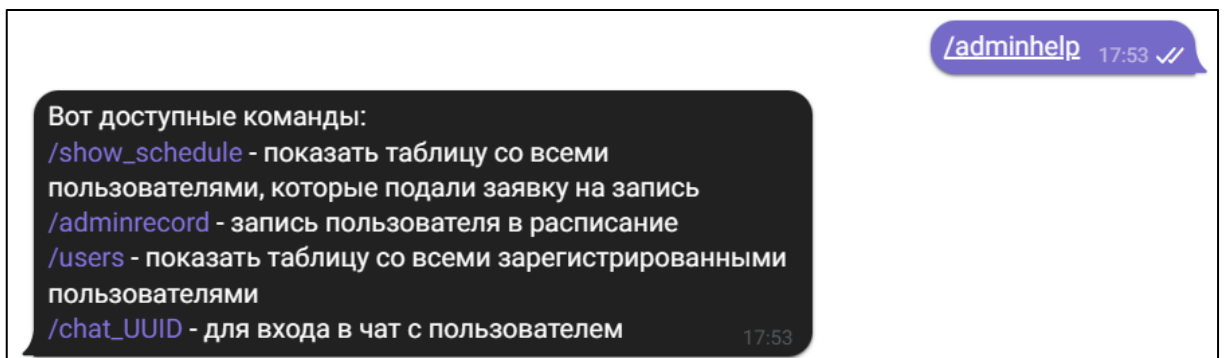 /adminhelp 17:53
Вот доступные команды:
/show_schedule - показать таблицу со всеми
пользователями, которые подали заявку на запись
/adminrecord - запись пользователя в расписание
/users - показать таблицу со всеми зарегистрированными
пользователями
/chat_UUID - для входа в чат с пользователем 17:53